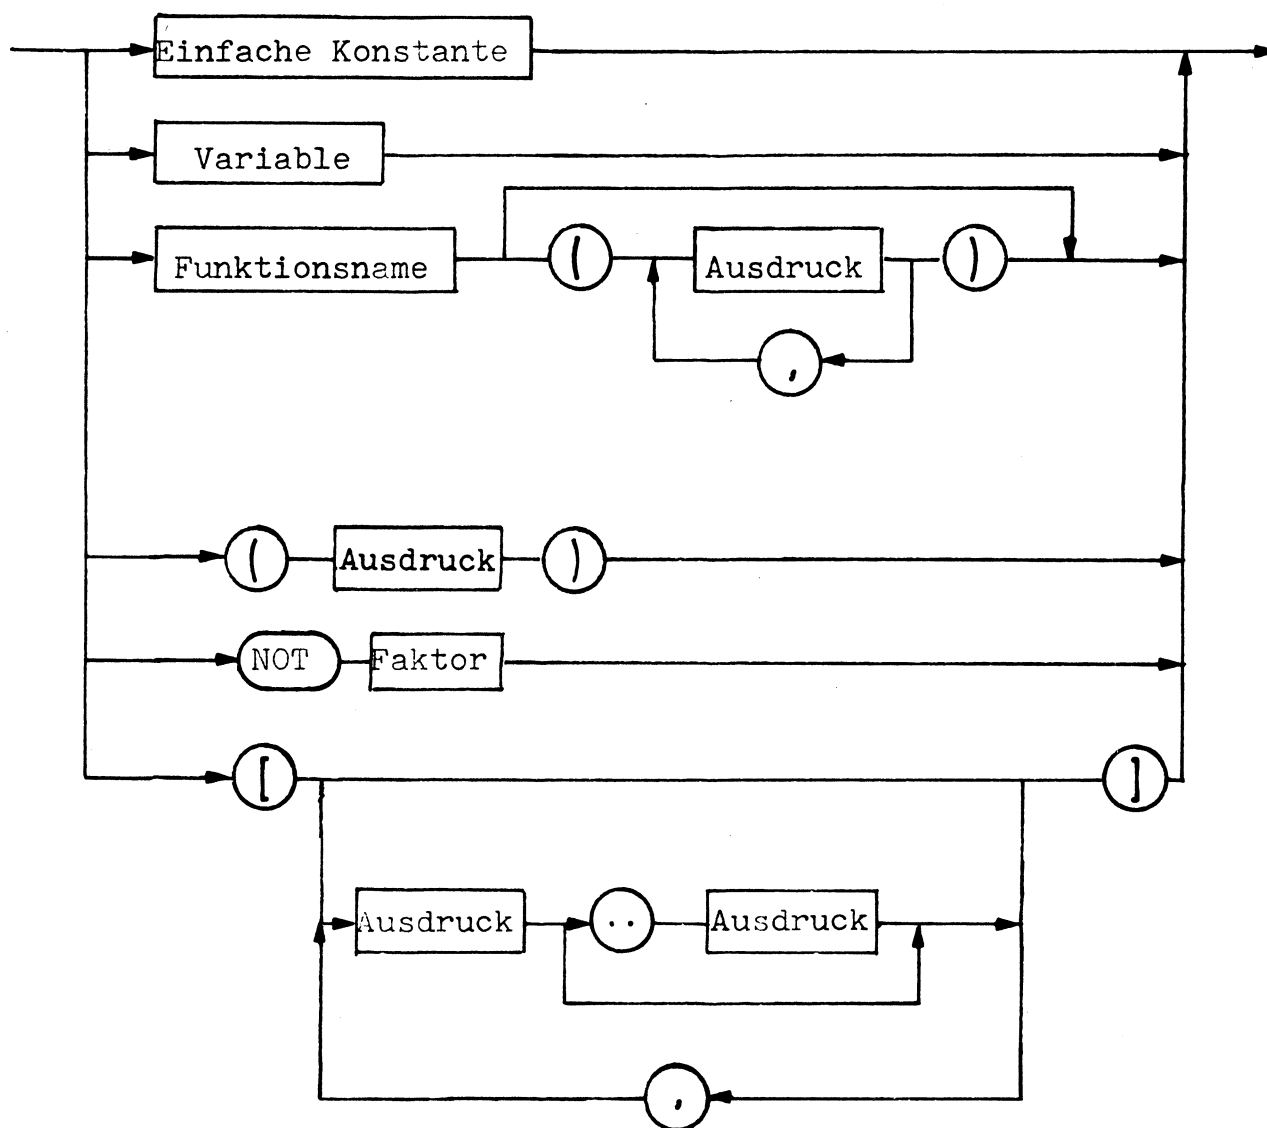 Einfache Konstante
Variable
Funktionsname ( Ausdruck )
,
( Ausdruck )
NOT Faktor
[ ]
Ausdruck .. Ausdruck
,